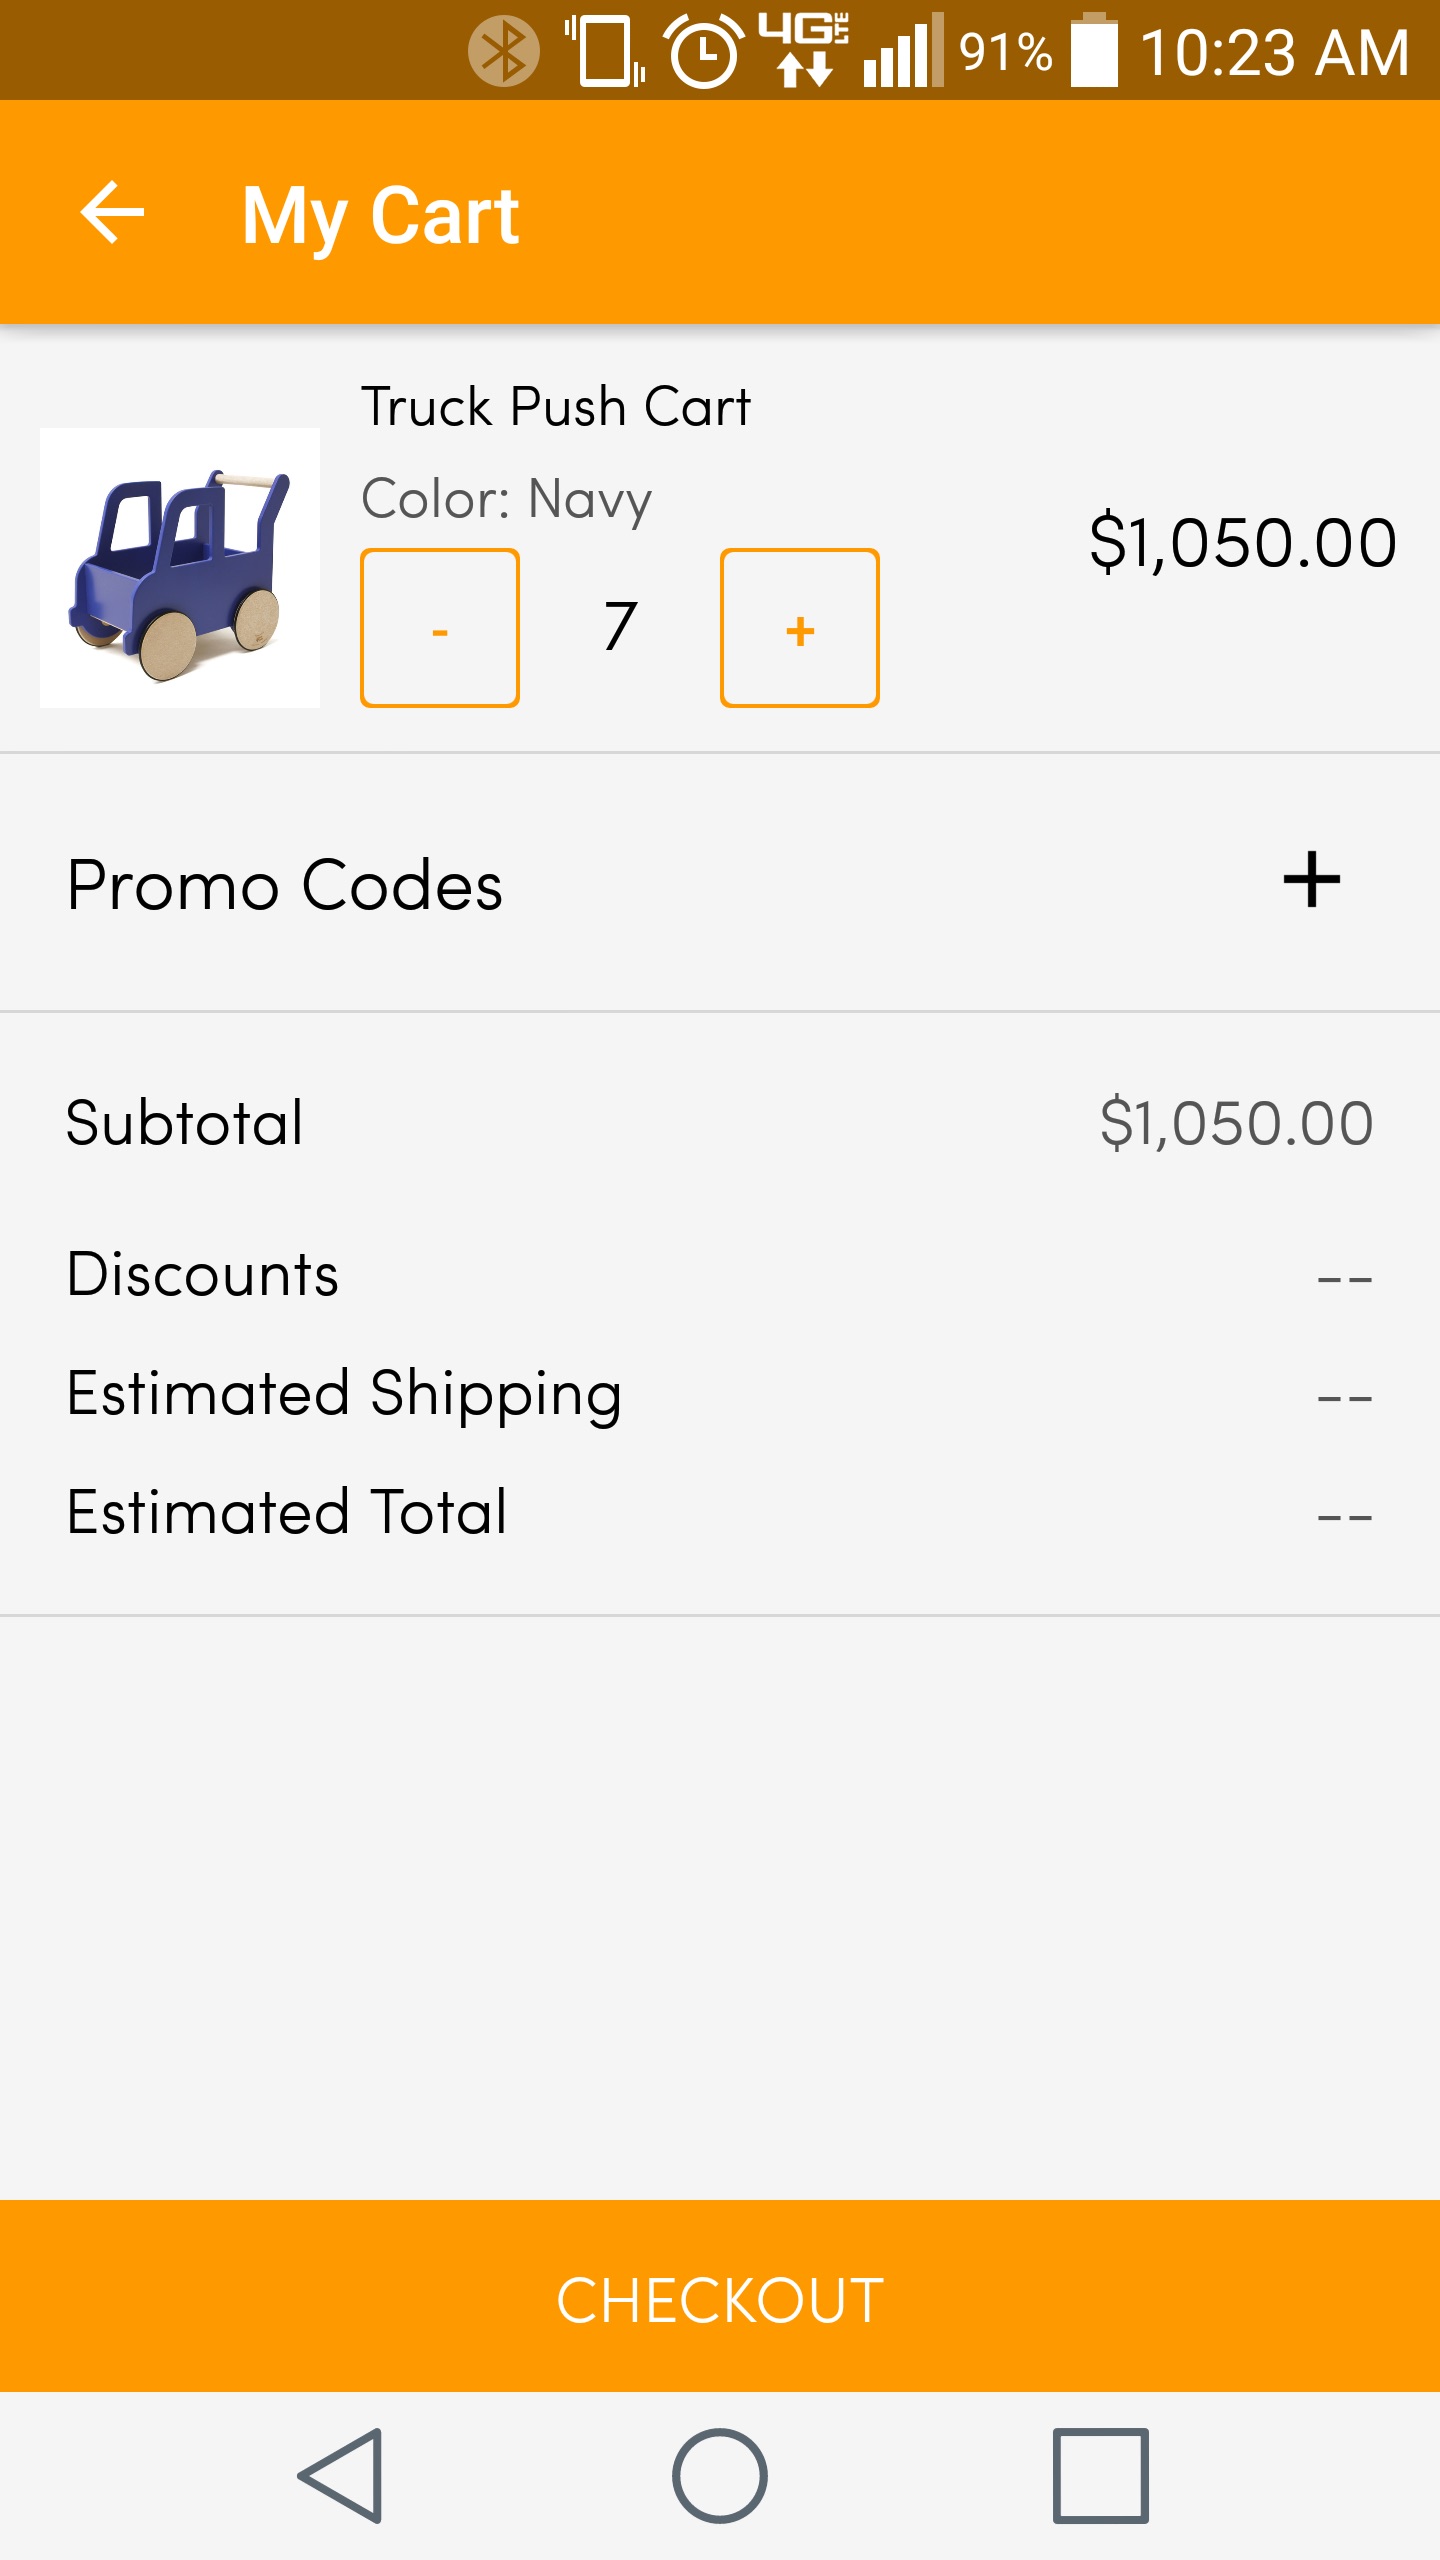 4G LTE 91% 10:23 AM
My Cart
Truck Push Cart
Color: Navy
$1,050.00
- 7 +
Promo Codes +
Subtotal $1,050.00
Discounts --
Estimated Shipping --
Estimated Total --
CHECKOUT